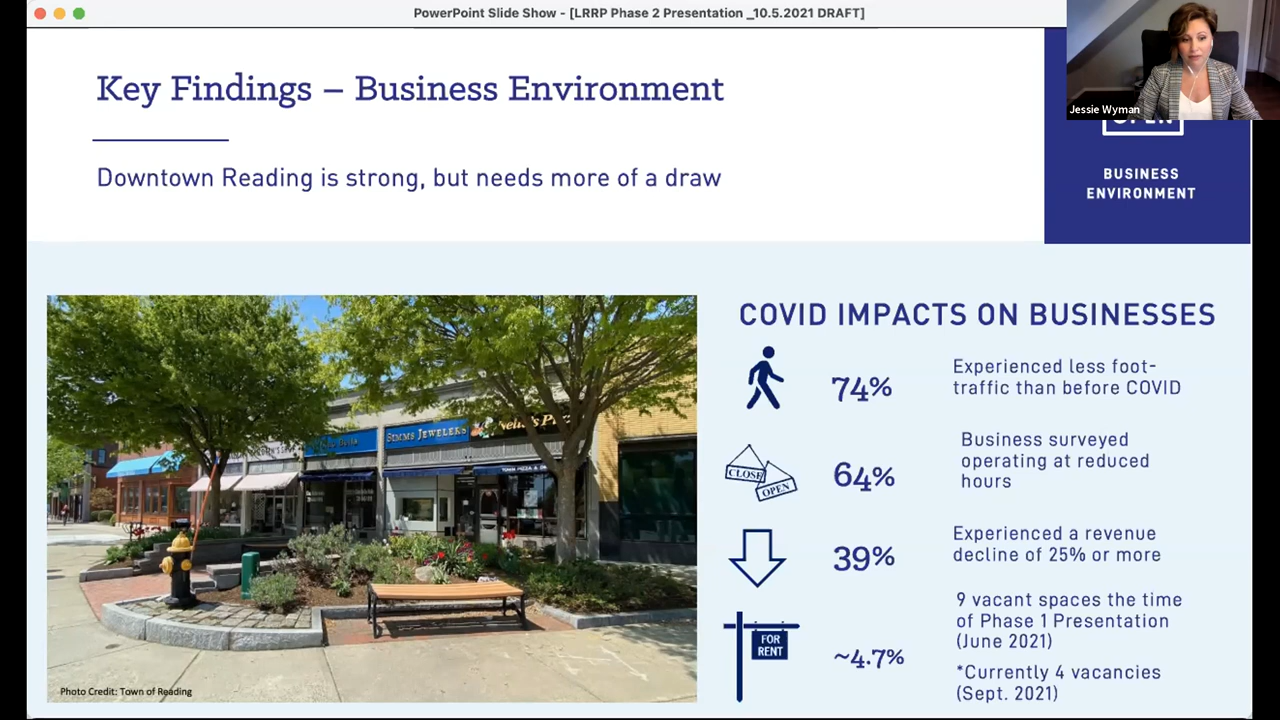 PowerPoint Slide Show - [LRRP Phase 2 Presentation _10.5.2021 DRAFT]
Jessie Wyman
Key Findings – Business Environment
Downtown Reading is strong, but needs more of a draw
BUSINESS
ENVIRONMENT
SIMMS JEWELERS
COVID IMPACTS ON BUSINESSES
74%
Experienced less foot-
traffic than before COVID
CLOSE
OPEN
64%
Business surveyed
operating at reduced
hours
39%
Experienced a revenue
decline of 25% or more
FOR
RENT
~4.7%
9 vacant spaces the time
of Phase 1 Presentation
(June 2021)
*Currently 4 vacancies
(Sept. 2021)
Photo Credit: Town of Reading